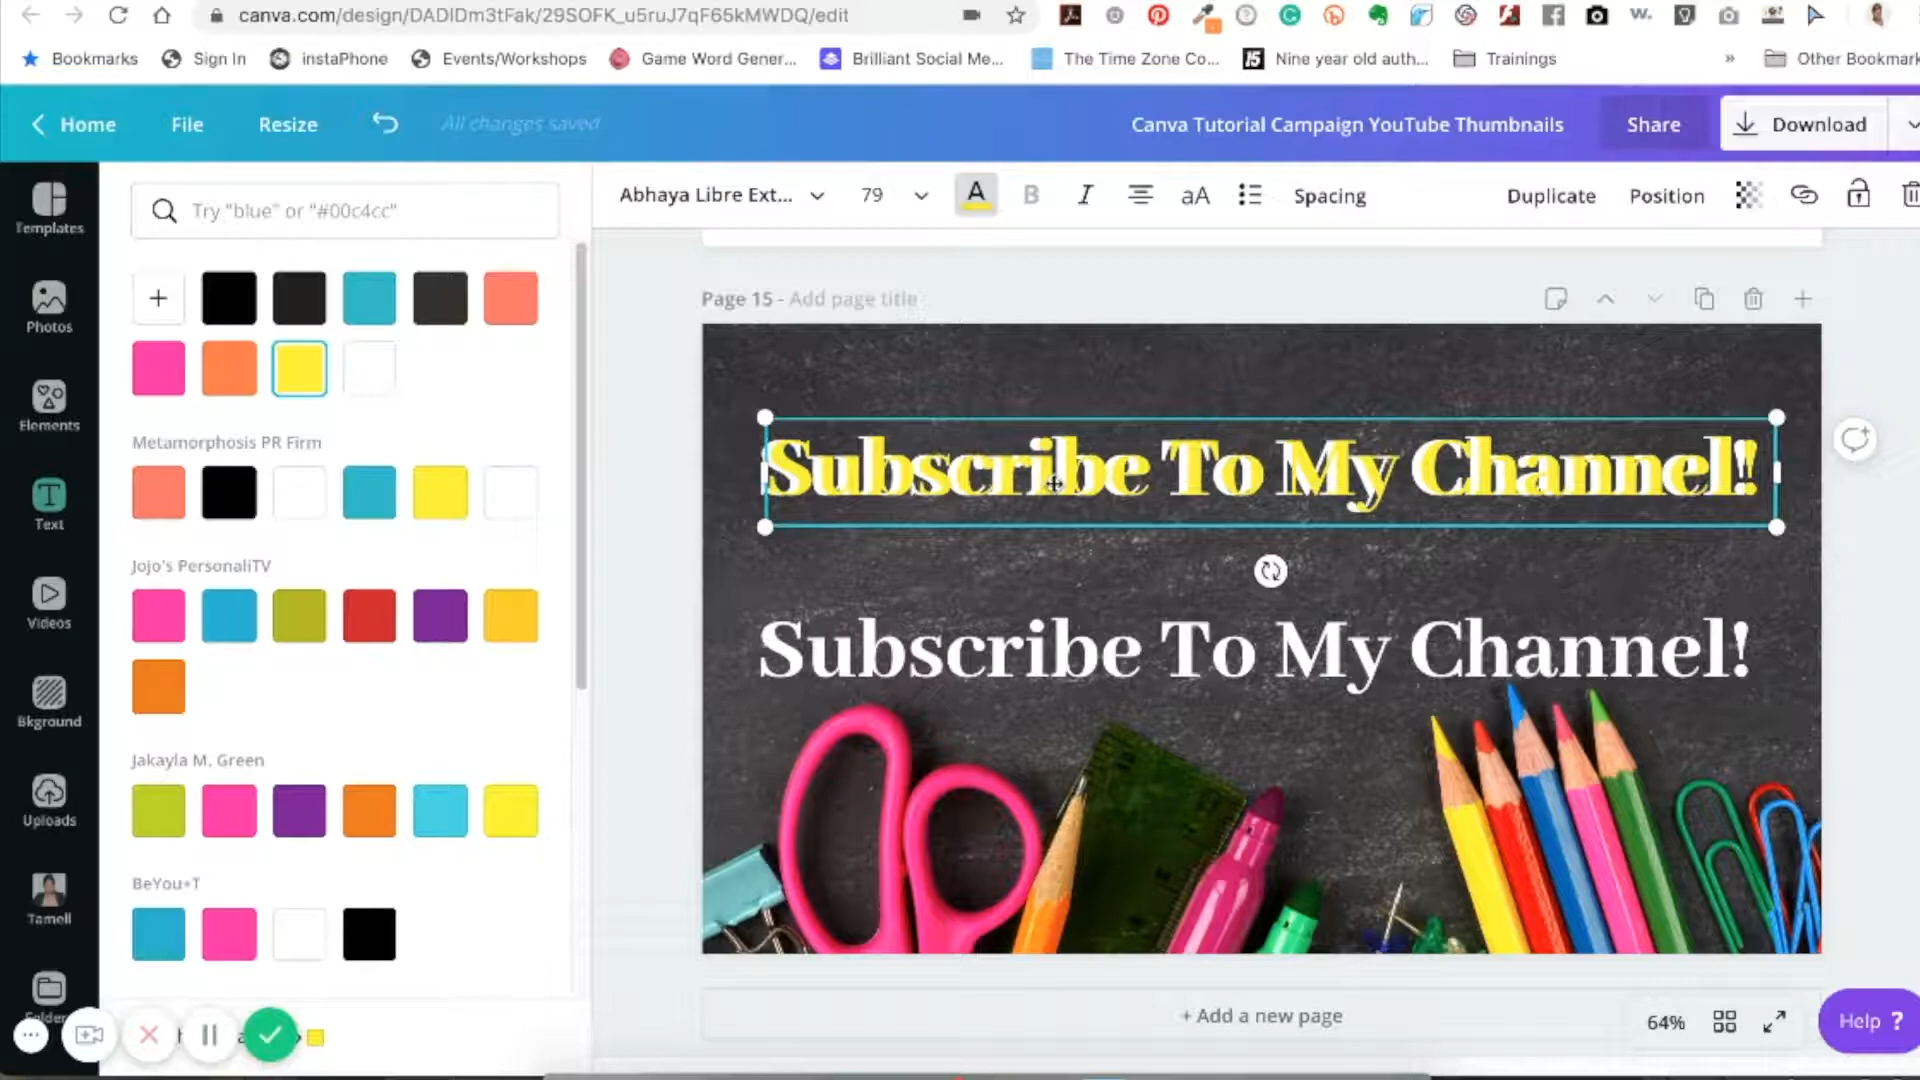 canva.com/design/DADIDm3tFak/29SOFK_u5ruJ7qF65kMWDQ/edit
Bookmarks Sign In instaPhone Events/Workshops Game Word Gener... Brilliant Social Me... The Time Zone Co... Nine year old auth... Trainings » Other Bookmark
Home File Resize All changes saved Canva Tutorial Campaign YouTube Thumbnails Share Download
Abhaya Libre Ext... 79 A B I aA Spacing Duplicate Position
Try "blue" or "#00c4cc"
Templates
Photos
Elements
Text
Videos
Bkground
Uploads
Tamell
Folders
Metamorphosis PR Firm
Jojo's PersonaliTV
Jakayla M. Green
BeYou+T
Page 15 - Add page title
Subscribe To My Channel!
Subscribe To My Channel!
+ Add a new page
64%
Help ?